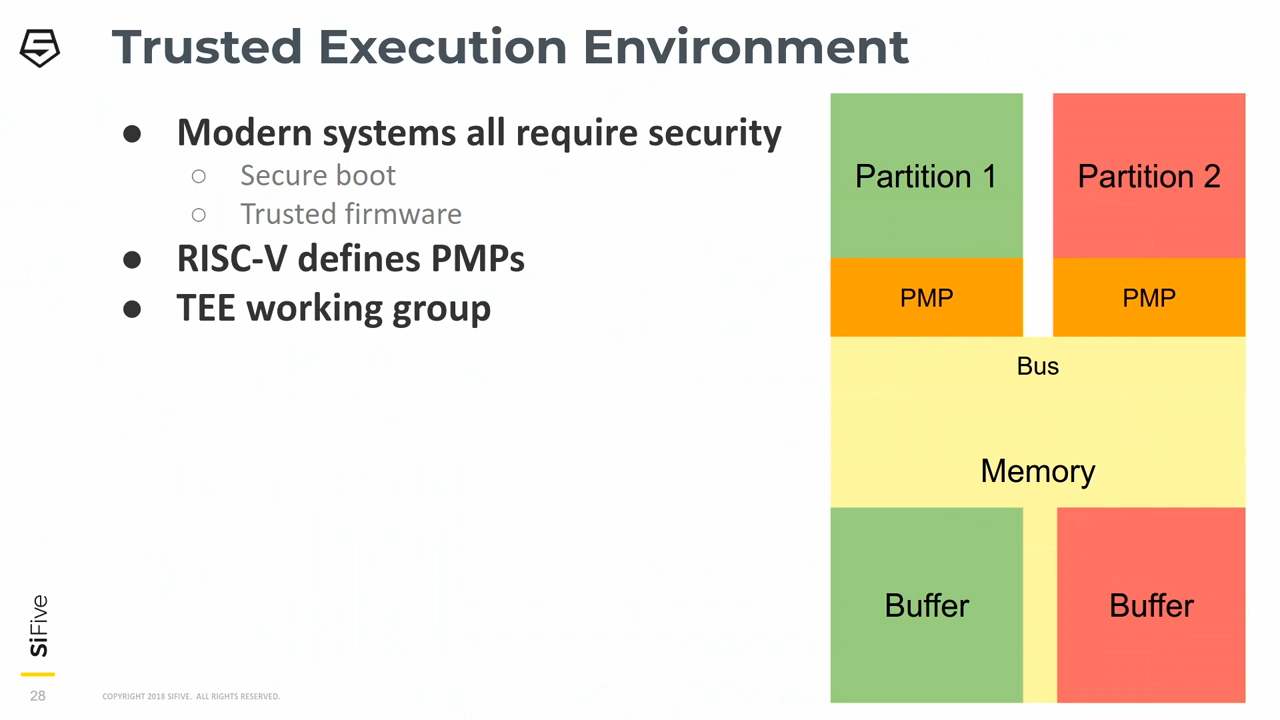 Trusted Execution Environment
● Modern systems all require security
○ Secure boot
○ Trusted firmware
● RISC-V defines PMPs
● TEE working group
Partition 1
Partition 2
PMP
PMP
Bus
Memory
Buffer
Buffer
SiFive
28
COPYRIGHT 2018 SIFIVE. ALL RIGHTS RESERVED.